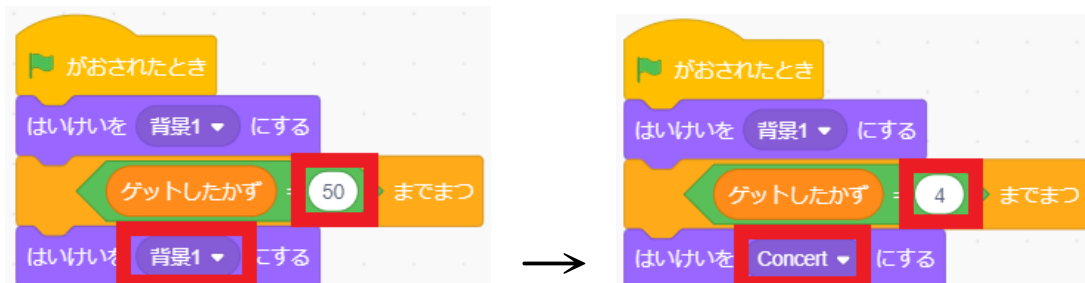 がおされたとき
はいけいを 背景1 にする
ゲットしたかず = 50 までまつ
はいけいを 背景1 にする
→
がおされたとき
はいけいを 背景1 にする
ゲットしたかず = 4 までまつ
はいけいを Concert にする